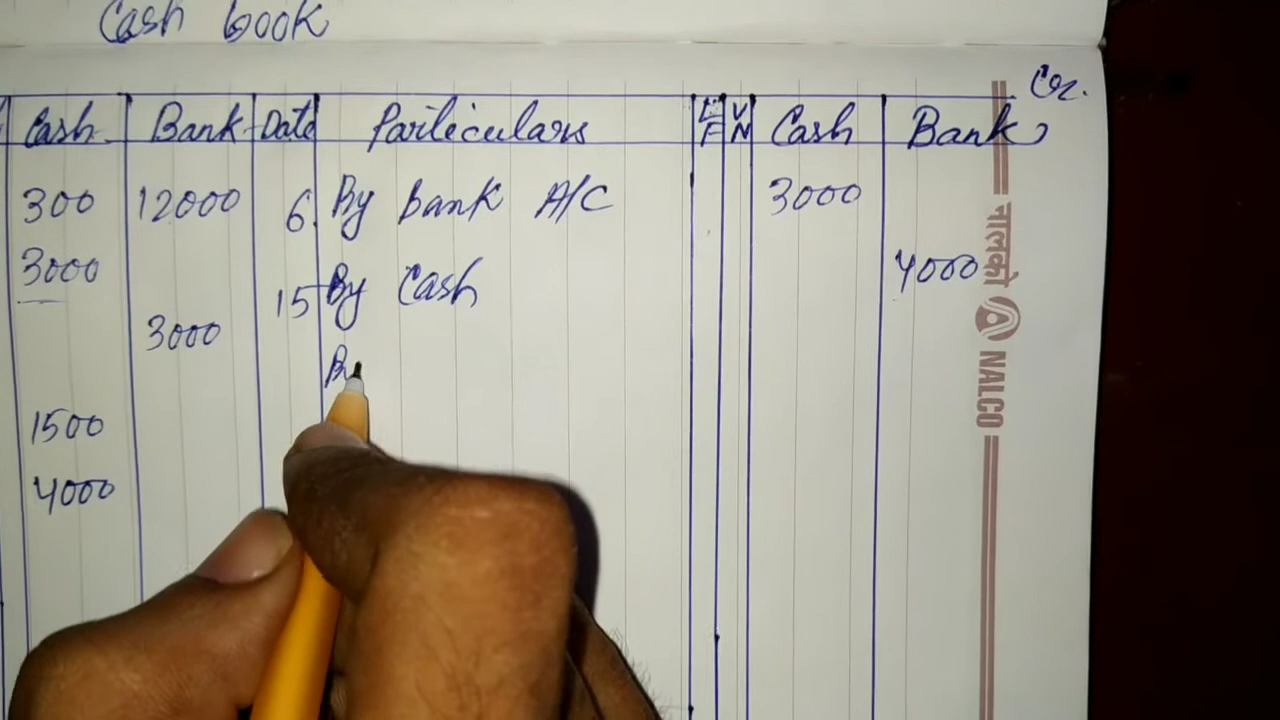 Cash book
Cr.
Cash Bank Date Particulars L.F VN Cash Bank
300 12000 6. By bank A/C 3000
3000 15 By Cash 4000
3000
B
1500
4000
नालको
NALCO